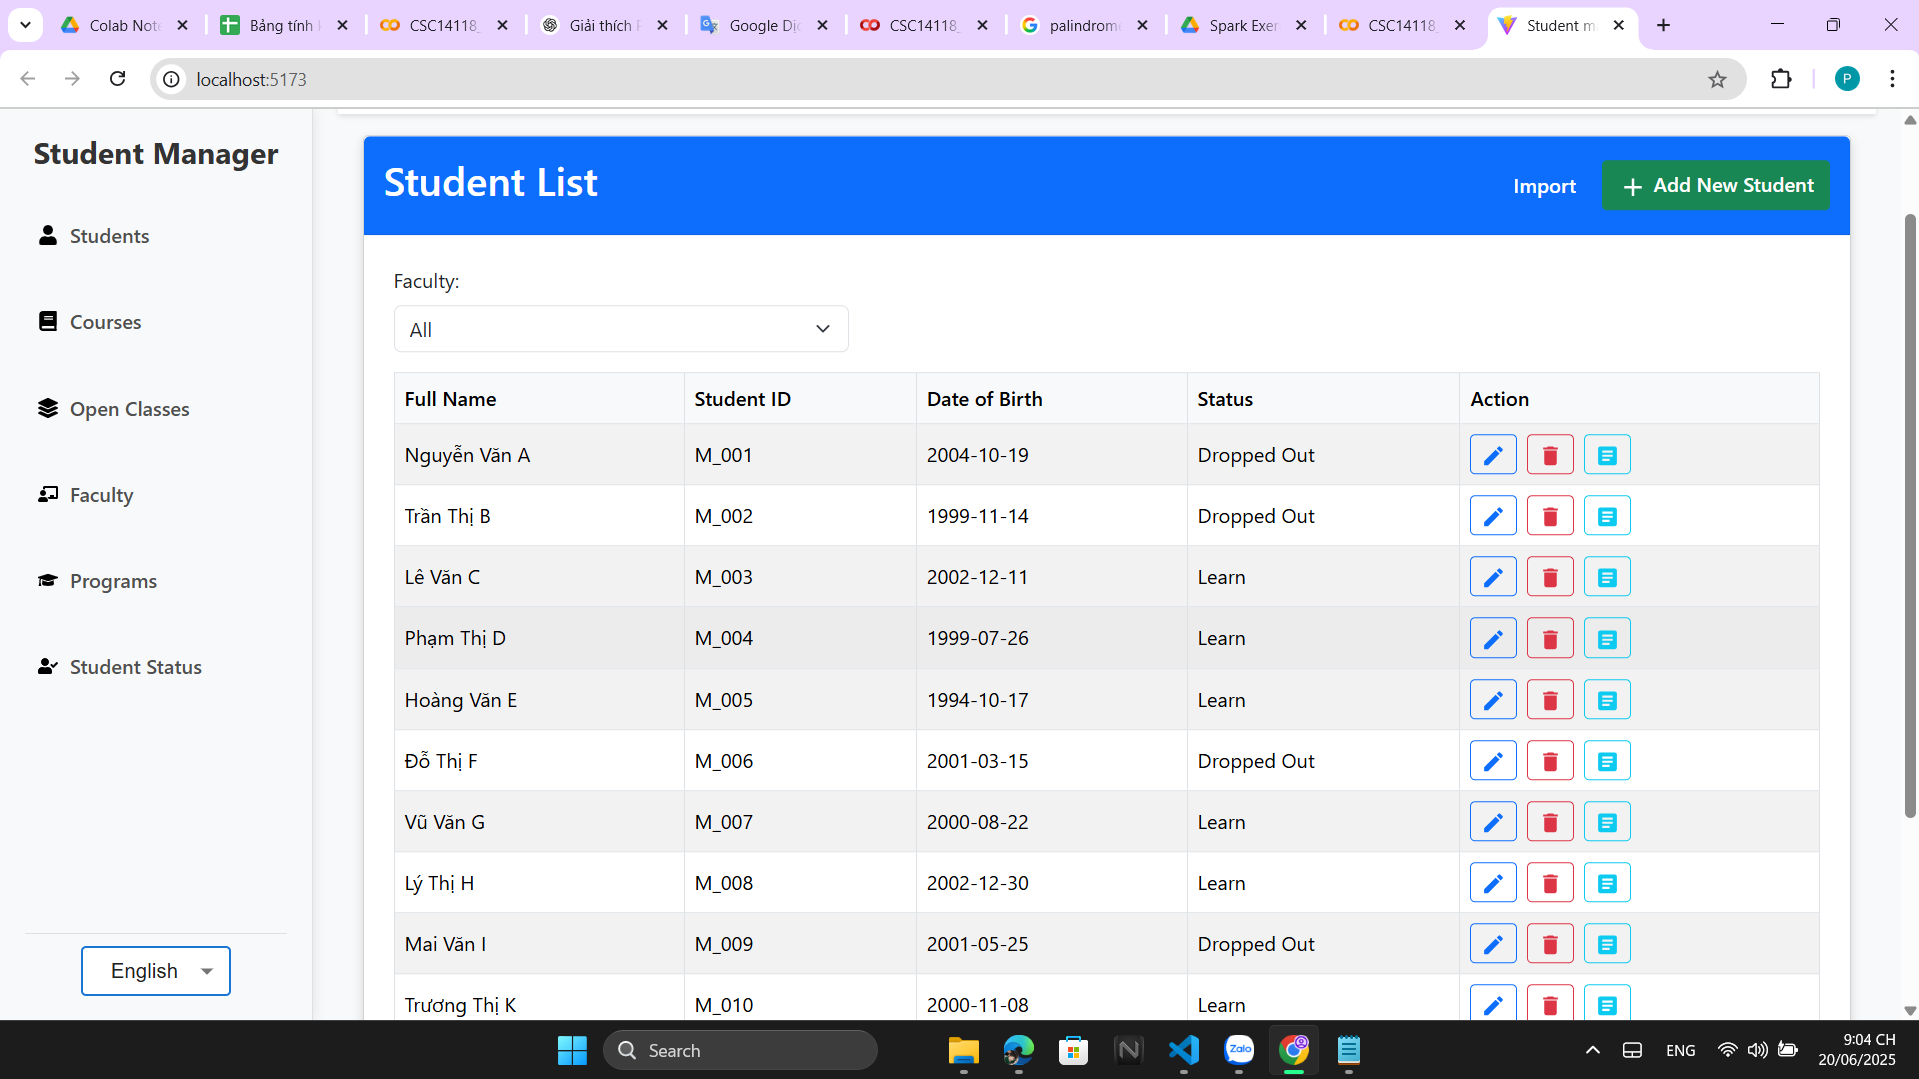 Colab Note
Bảng tính
CSC14118_
Giải thích
Google Dị
CSC14118_
palindrome
Spark Exer
CSC14118_
Student m
localhost:5173
P
Student Manager
Students
Courses
Open Classes
Faculty
Programs
Student Status
English
Student List
Import
Add New Student
Faculty:
All
Full Name Student ID Date of Birth Status Action
Nguyễn Văn A M_001 2004-10-19 Dropped Out
Trần Thị B M_002 1999-11-14 Dropped Out
Lê Văn C M_003 2002-12-11 Learn
Phạm Thị D M_004 1999-07-26 Learn
Hoàng Văn E M_005 1994-10-17 Learn
Đỗ Thị F M_006 2001-03-15 Dropped Out
Vũ Văn G M_007 2000-08-22 Learn
Lý Thị H M_008 2002-12-30 Learn
Mai Văn I M_009 2001-05-25 Dropped Out
Trương Thị K M_010 2000-11-08 Learn
Search
Zalo
ENG
9:04 CH
20/06/2025